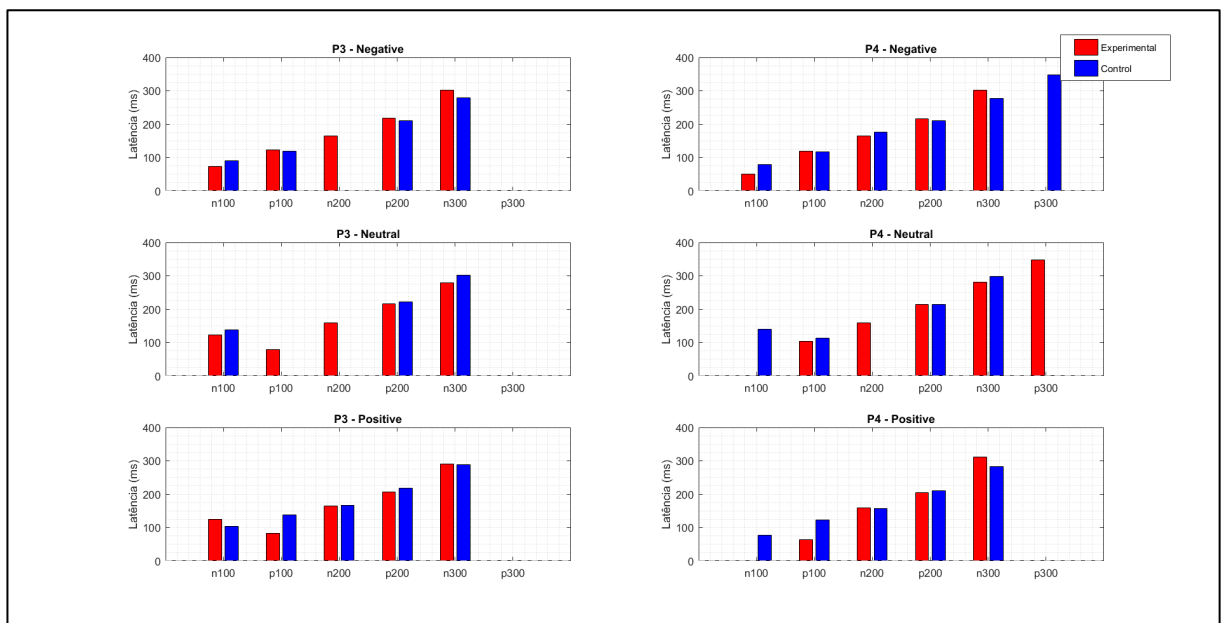 P3 - Negative
400
300
200
100
0
Latência (ms)
n100 p100 n200 p200 n300 p300
P4 - Negative
Experimental
Control
400
300
200
100
0
Latência (ms)
n100 p100 n200 p200 n300 p300
P3 - Neutral
400
300
200
100
0
Latência (ms)
n100 p100 n200 p200 n300 p300
P4 - Neutral
400
300
200
100
0
Latência (ms)
n100 p100 n200 p200 n300 p300
P3 - Positive
400
300
200
100
0
Latência (ms)
n100 p100 n200 p200 n300 p300
P4 - Positive
400
300
200
100
0
Latência (ms)
n100 p100 n200 p200 n300 p300